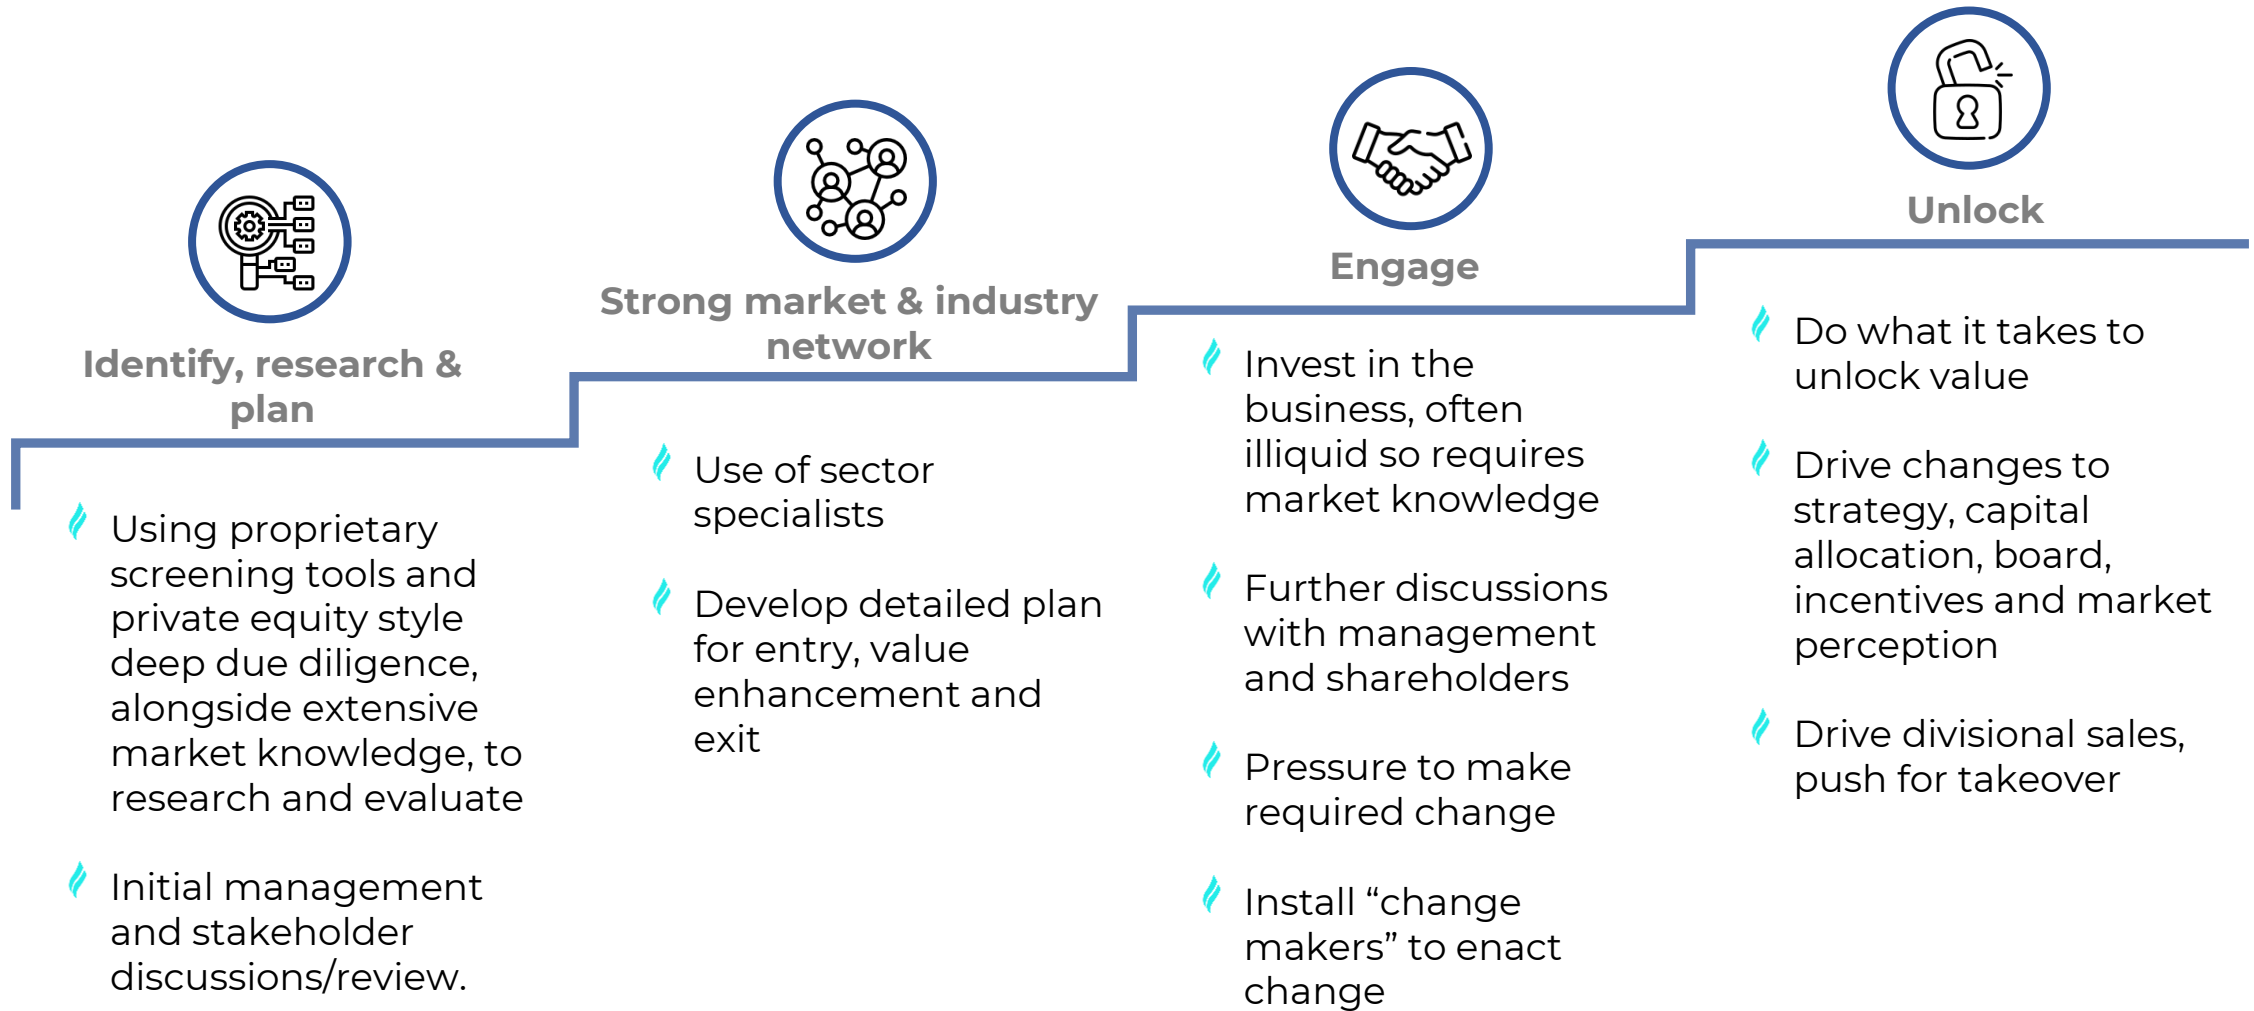 Identify, research &
plan
Using proprietary
screening tools and
private equity style
deep due diligence,
alongside extensive
market knowledge, to
research and evaluate
Initial management
and stakeholder
discussions/review.
Strong market & industry
network
Use of sector
specialists
Develop detailed plan
for entry, value
enhancement and
exit
Engage
Invest in the
business, often
illiquid so requires
market knowledge
Further discussions
with management
and shareholders
Pressure to make
required change
Install “change
makers” to enact
change
Unlock
Do what it takes to
unlock value
Drive changes to
strategy, capital
allocation, board,
incentives and market
perception
Drive divisional sales,
push for takeover